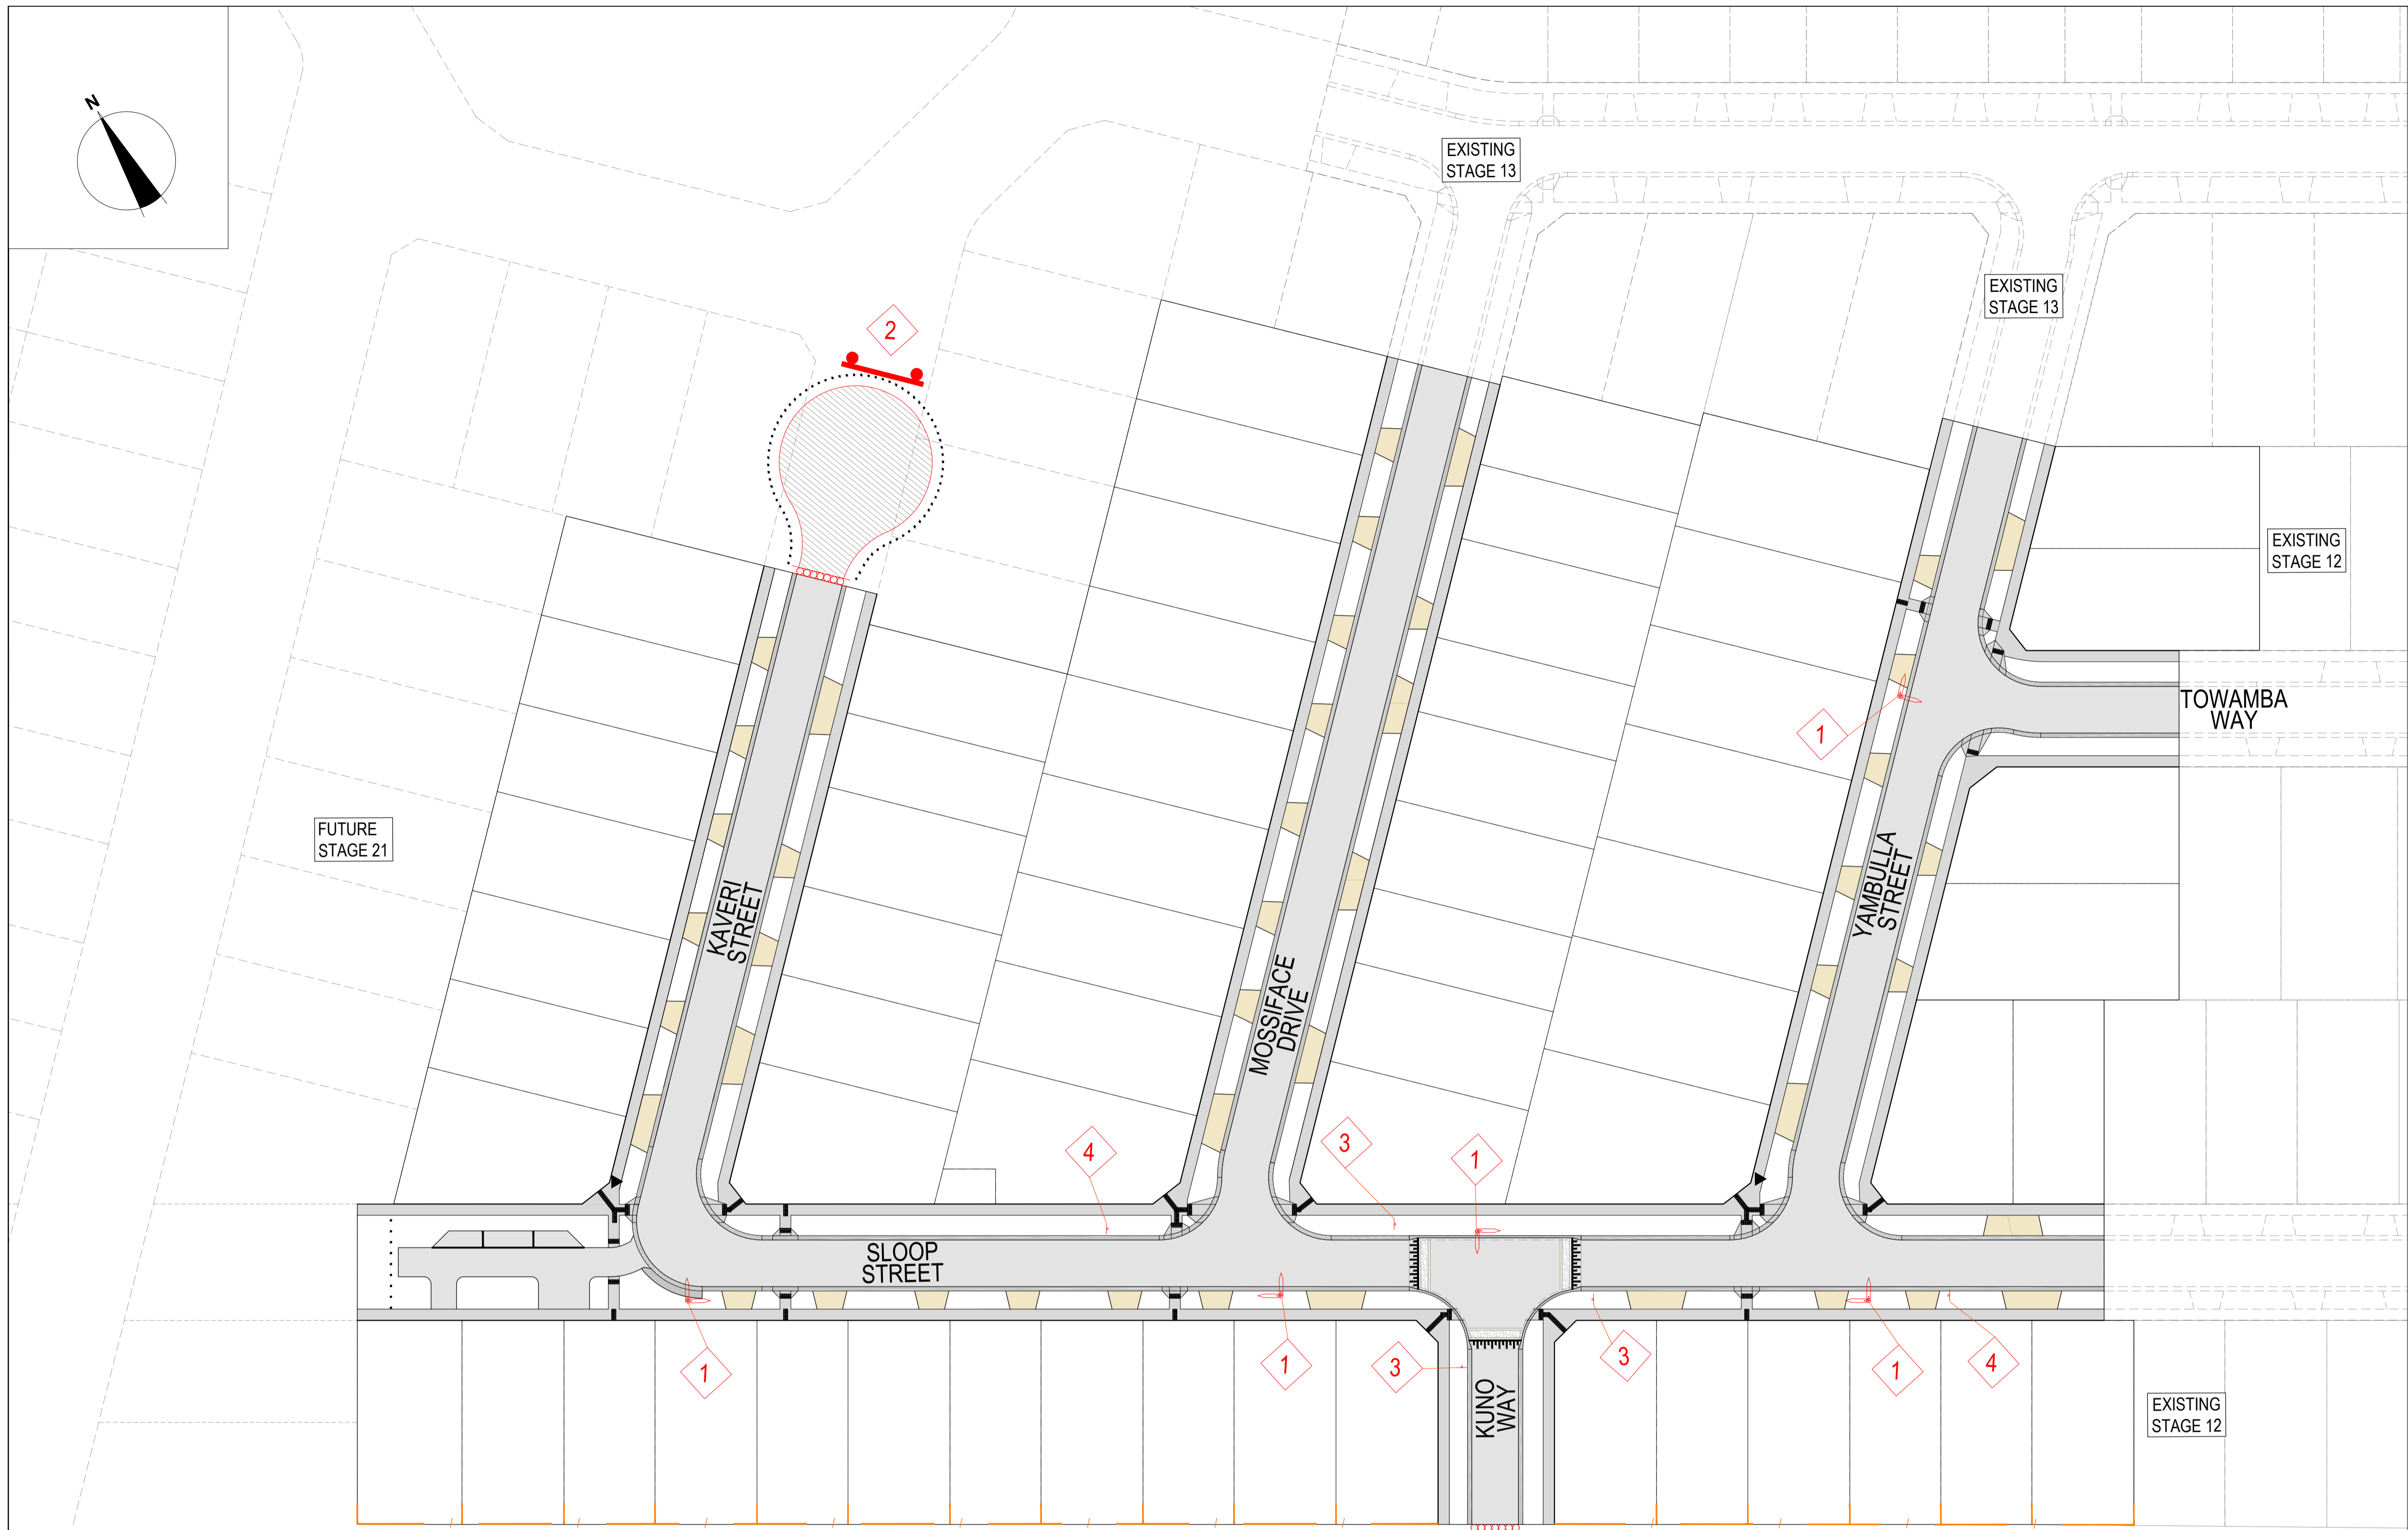 N
EXISTING
STAGE 13
EXISTING
STAGE 13
2
EXISTING
STAGE 12
TOWAMBA
WAY
1
FUTURE
STAGE 21
KAVERI
STREET
YAMBULLA
STREET
MOSSIFACE
DRIVE
4
3
1
SLOOP
STREET
1
1
3
3
1
4
KUNO
WAY
EXISTING
STAGE 12